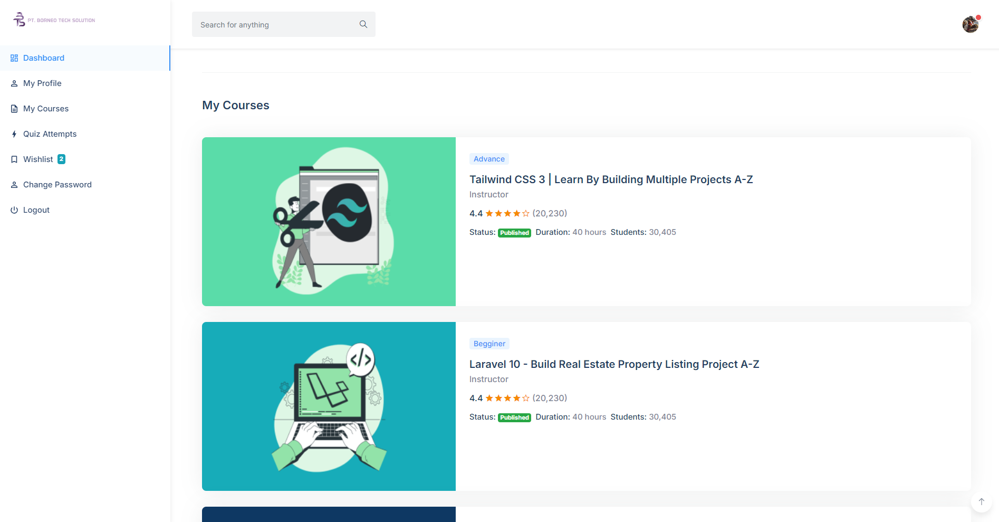 PT. BORNEO TECH SOLUTION
Search for anything
Dashboard
My Profile
My Courses
Quiz Attempts
Wishlist 2
Change Password
Logout
My Courses
Advance
Tailwind CSS 3 | Learn By Building Multiple Projects A-Z
Instructor
4.4 (20,230)
Status: Published Duration: 40 hours Students: 30,405
</>
Begginer
Laravel 10 - Build Real Estate Property Listing Project A-Z
Instructor
4.4 (20,230)
Status: Published Duration: 40 hours Students: 30,405